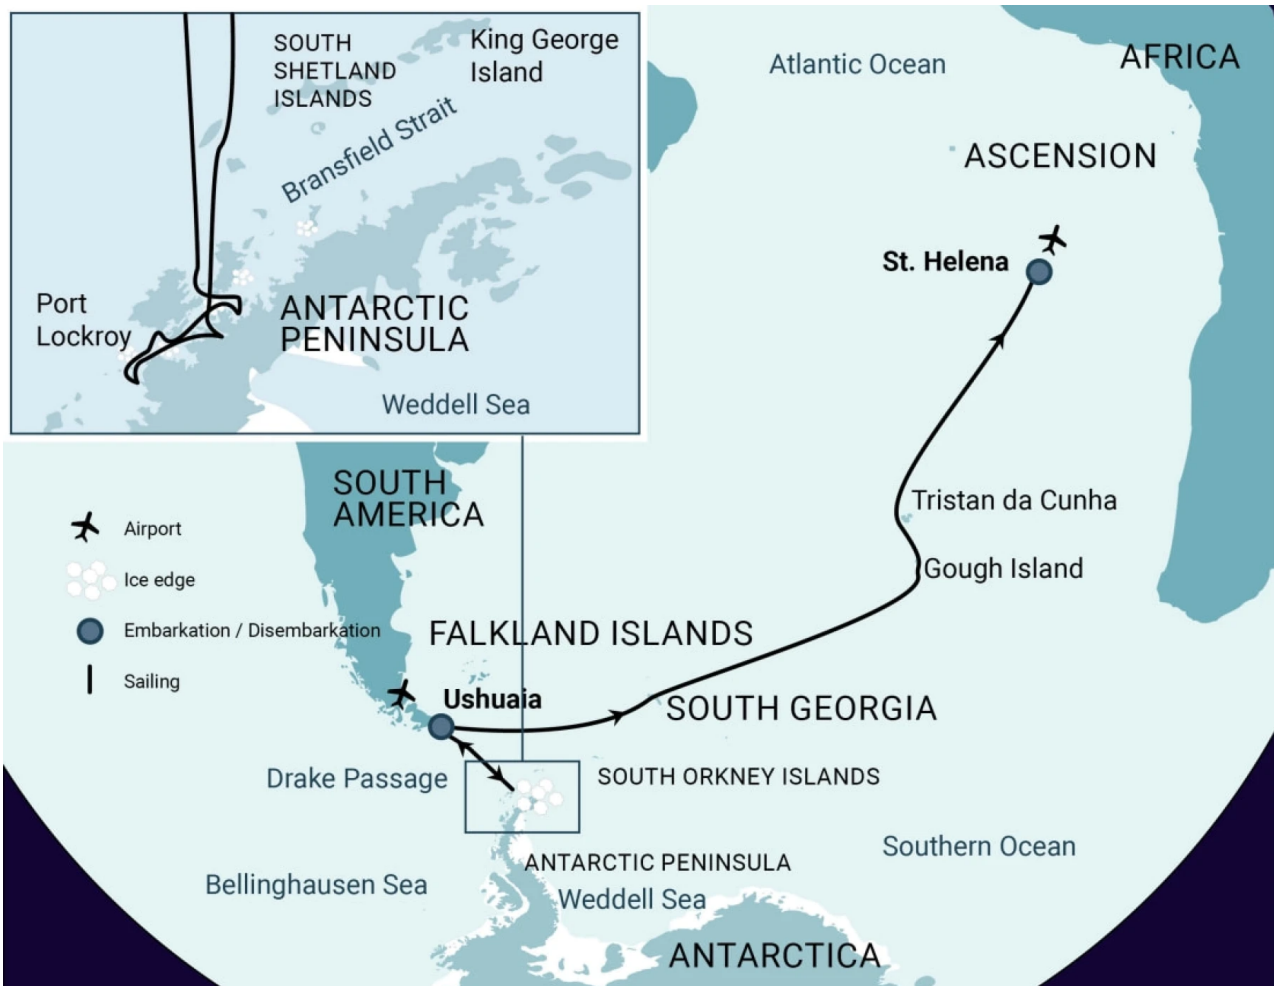 SOUTH
SHETLAND
ISLANDS
King George
Island
Bransfield Strait
Port
Lockroy
ANTARCTIC
PENINSULA
Weddell Sea
Atlantic Ocean
AFRICA
ASCENSION
St. Helena
SOUTH
AMERICA
Tristan da Cunha
Gough Island
Airport
Ice edge
Embarkation / Disembarkation
Sailing
FALKLAND ISLANDS
Ushuaia
SOUTH GEORGIA
Drake Passage
SOUTH ORKNEY ISLANDS
Southern Ocean
ANTARCTIC PENINSULA
Bellinghausen Sea
Weddell Sea
ANTARCTICA